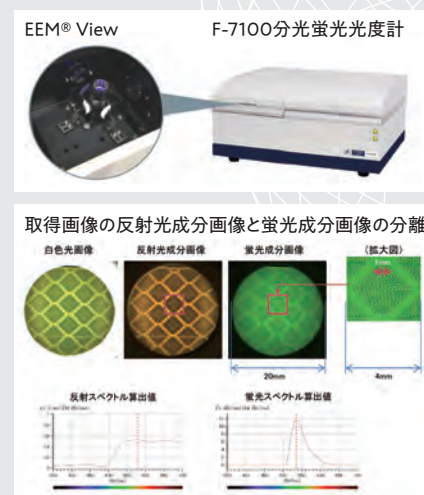 EEM® View
F-7100分光蛍光光度計
取得画像の反射光成分画像と蛍光成分画像の分離
白色光画像
反射光成分画像
蛍光成分画像
(拡大図)
20mm
4mm
反射スペクトル算出値
蛍光スペクトル算出値